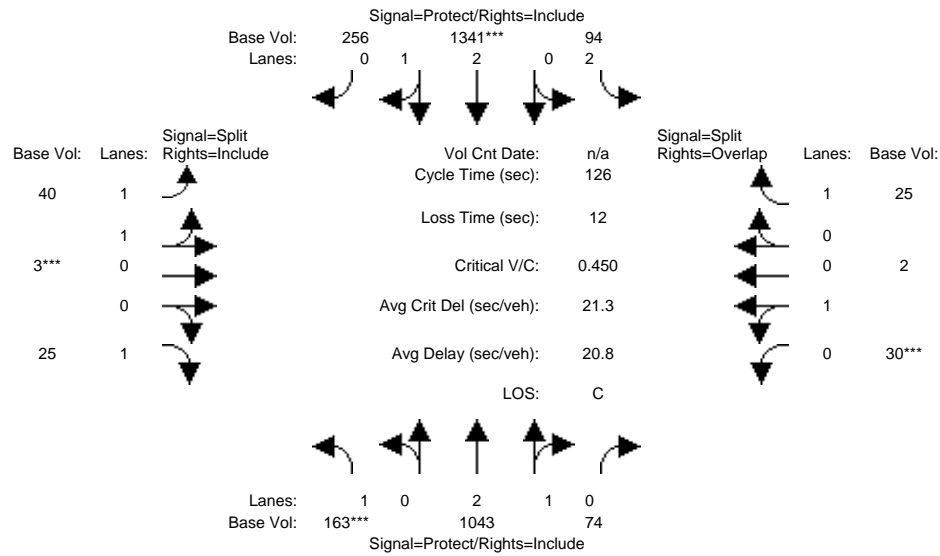 Signal=Protect/Rights=Include
Base Vol: 256 1341*** 94
Lanes: 0 1 2 0 2
Signal=Split
Base Vol: Lanes: Rights=Include
Vol Cnt Date: n/a
Signal=Split
Rights=Overlap Lanes: Base Vol:
Cycle Time (sec): 126
40 1
1 25
Loss Time (sec): 12
1
0
3*** 0
Critical V/C: 0.450
0 2
0
Avg Crit Del (sec/veh): 21.3
1
25 1
Avg Delay (sec/veh): 20.8
0 30***
LOS: C
Lanes: 1 0 2 1 0
Base Vol: 163*** 1043 74
Signal=Protect/Rights=Include